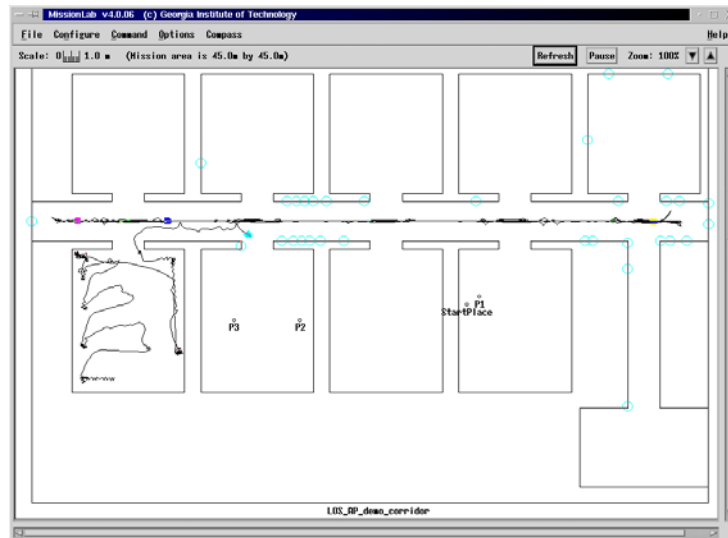 MissionLab v4.0.06 (c) Georgia Institute of Technology
File Configure Command Options Compass Help
Scale: 0 1.0 m (Mission area is 45.0m by 45.0m) Refresh Pause Zoom: 100%
P1
StartPlace
P3 P2
LOS_AP_demo_corridor